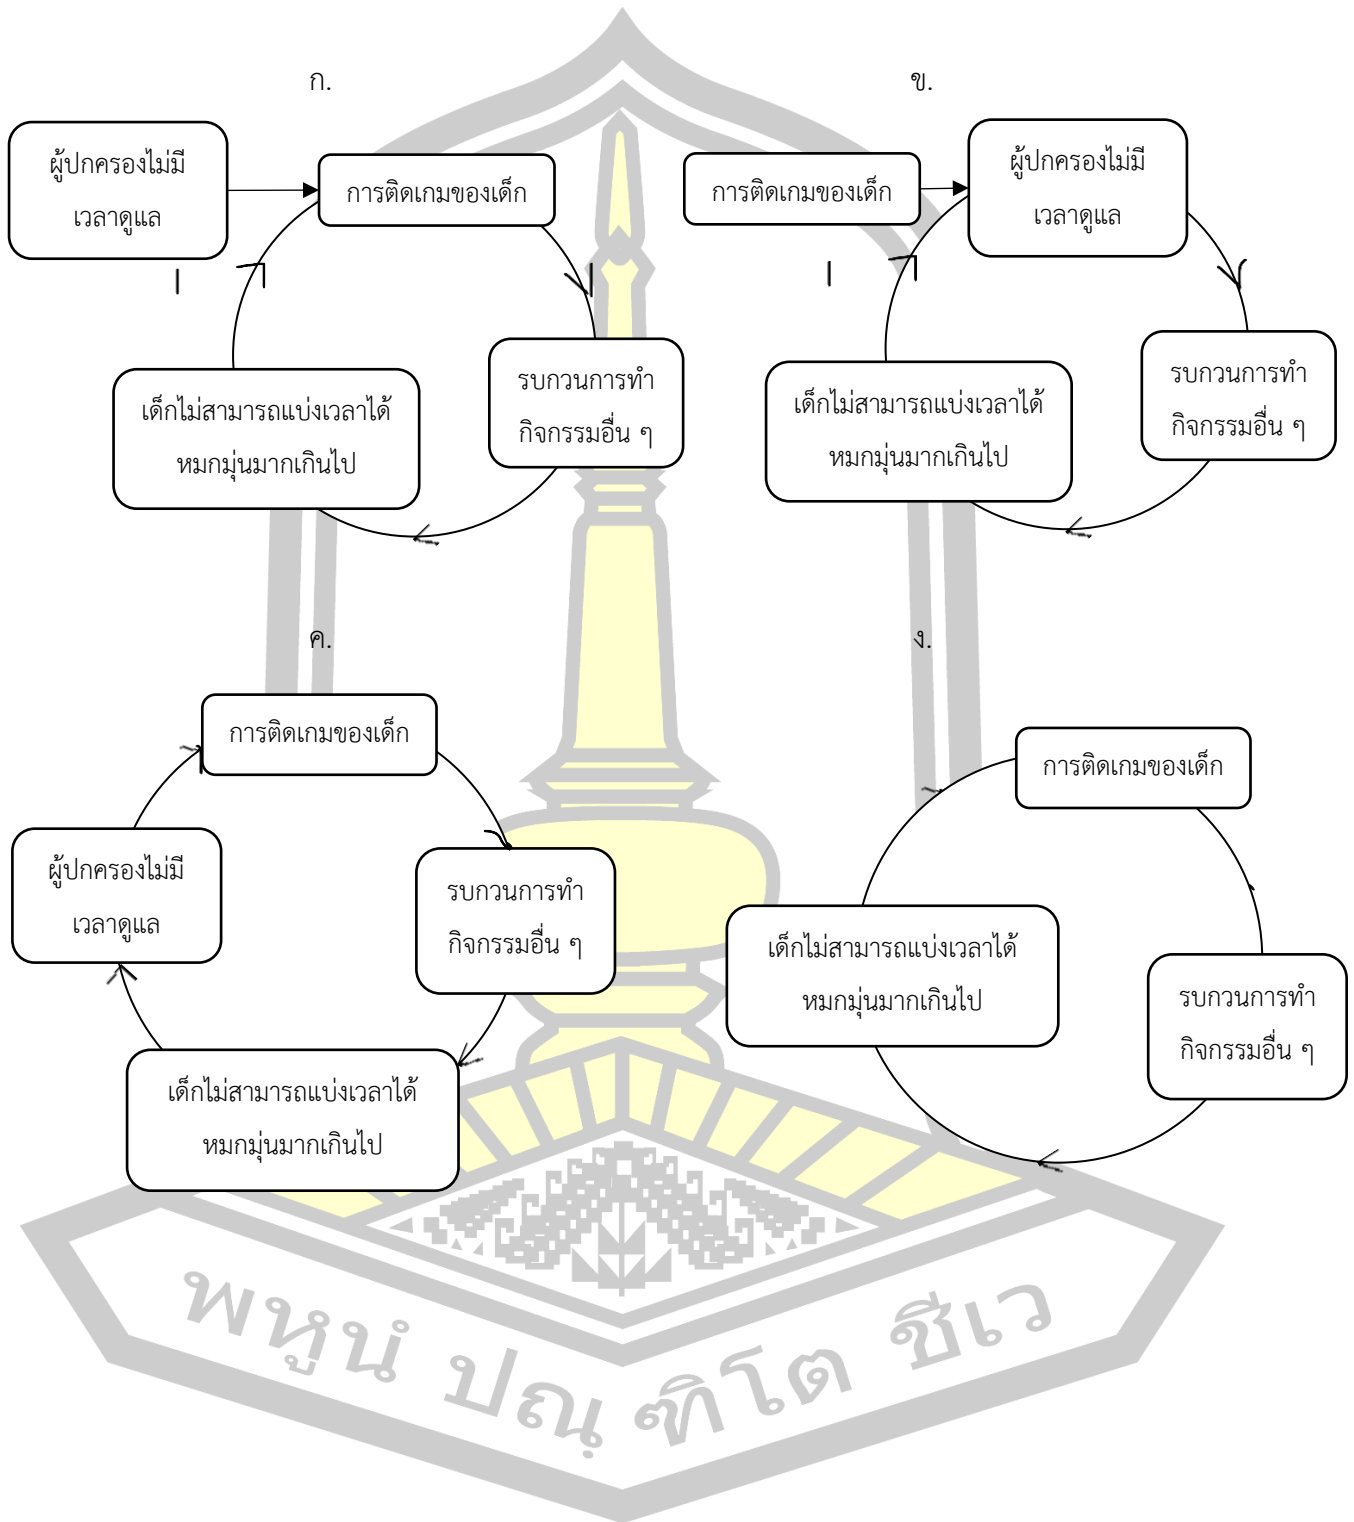 ก.
ผู้ปกครองไม่มี
เวลาดูแล
การติดเกมของเด็ก
รบกวนการทำ
กิจกรรมอื่น ๆ
เด็กไม่สามารถแบ่งเวลาได้
หมกมุ่นมากเกินไป
ข.
การติดเกมของเด็ก
ผู้ปกครองไม่มี
เวลาดูแล
รบกวนการทำ
กิจกรรมอื่น ๆ
เด็กไม่สามารถแบ่งเวลาได้
หมกมุ่นมากเกินไป
ค.
การติดเกมของเด็ก
ผู้ปกครองไม่มี
เวลาดูแล
รบกวนการทำ
กิจกรรมอื่น ๆ
เด็กไม่สามารถแบ่งเวลาได้
หมกมุ่นมากเกินไป
ง.
การติดเกมของเด็ก
เด็กไม่สามารถแบ่งเวลาได้
หมกมุ่นมากเกินไป
รบกวนการทำ
กิจกรรมอื่น ๆ
พหูนํ ปณฺฑิโต ชีเว